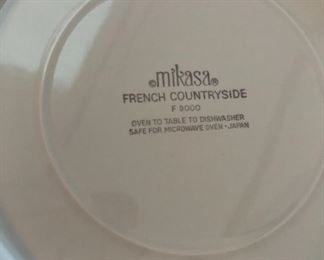 ©mikasa®
FRENCH COUNTRYSIDE
F 9000
OVEN TO TABLE TO DISHWASHER
SAFE FOR MICROWAVE OVEN · JAPAN